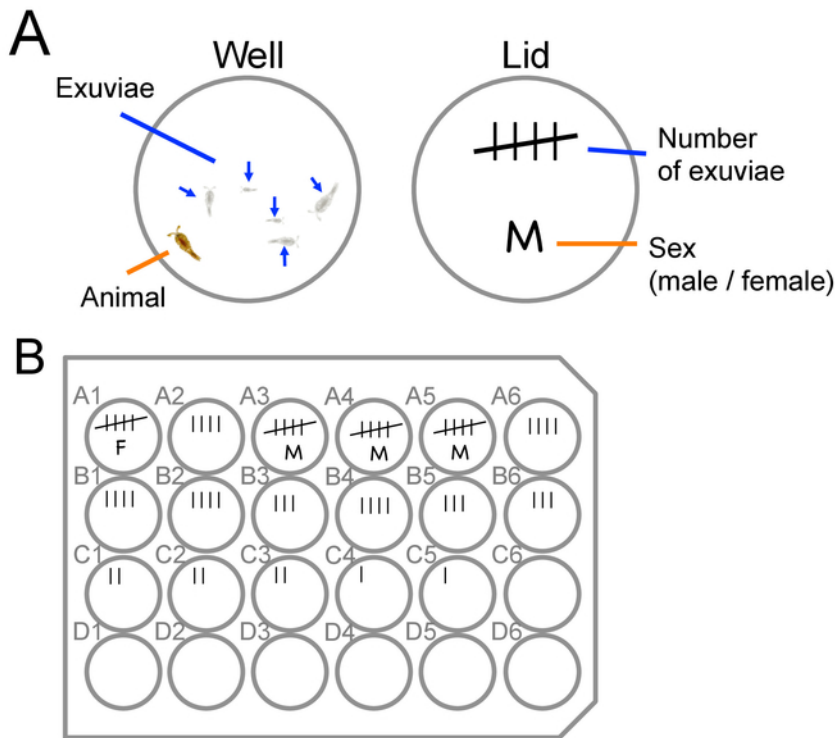 A
Well
Lid
Exuviae
Number
of exuviae
M
Sex
(male / female)
Animal
B
A1 A2 A3 A4 A5 A6
F M M M
B1 B2 B3 B4 B5 B6
C1 C2 C3 C4 C5 C6
D1 D2 D3 D4 D5 D6